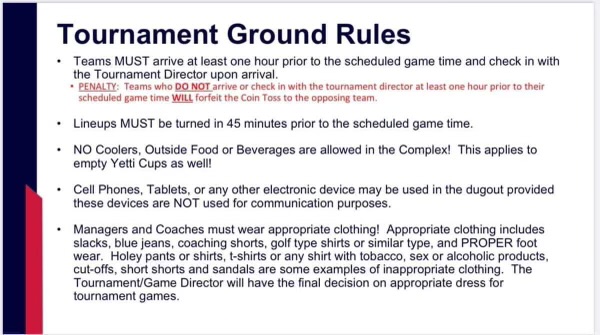 Tournament Ground Rules
• Teams MUST arrive at least one hour prior to the scheduled game time and check in with
the Tournament Director upon arrival.
• PENALTY: Teams who DO NOT arrive or check in with the tournament director at least one hour prior to their
scheduled game time WILL forfeit the Coin Toss to the opposing team.
• Lineups MUST be turned in 45 minutes prior to the scheduled game time.
• NO Coolers, Outside Food or Beverages are allowed in the Complex! This applies to
empty Yetti Cups as well!
• Cell Phones, Tablets, or any other electronic device may be used in the dugout provided
these devices are NOT used for communication purposes.
• Managers and Coaches must wear appropriate clothing! Appropriate clothing includes
slacks, blue jeans, coaching shorts, golf type shirts or similar type, and PROPER foot
wear. Holey pants or shirts, t-shirts or any shirt with tobacco, sex or alcoholic products,
cut-offs, short shorts and sandals are some examples of inappropriate clothing. The
Tournament/Game Director will have the final decision on appropriate dress for
tournament games.